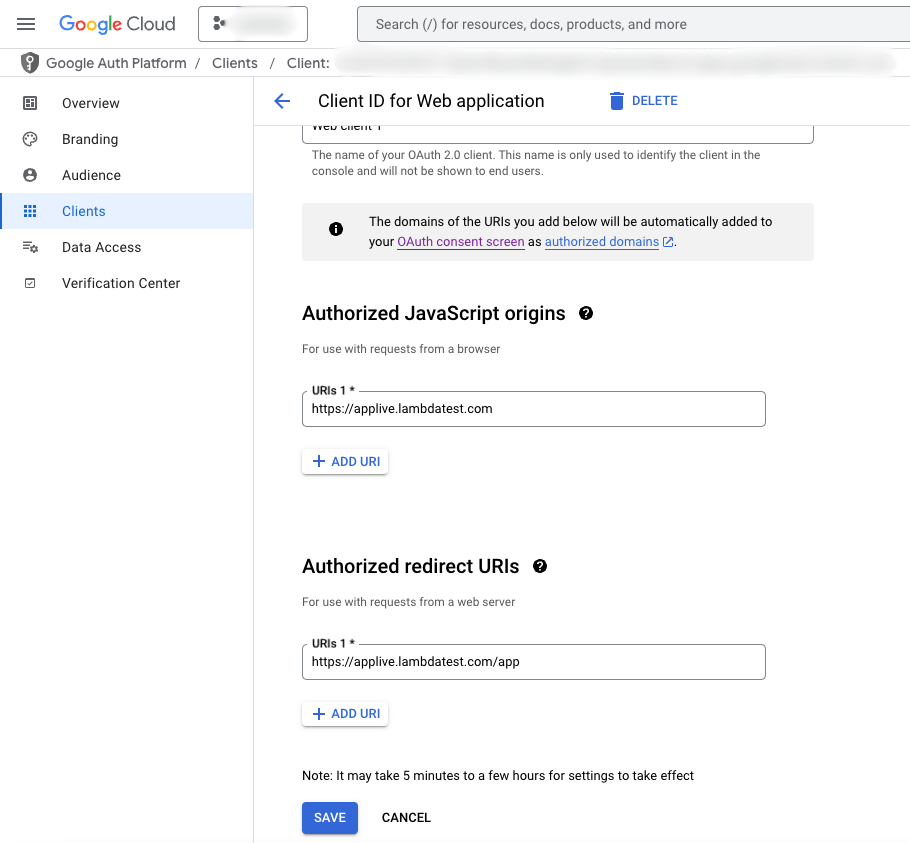 Google Cloud
Search (/) for resources, docs, products, and more
Google Auth Platform / Clients / Client:
Overview
Branding
Audience
Clients
Data Access
Verification Center
Client ID for Web application
DELETE
Web client 1
The name of your OAuth 2.0 client. This name is only used to identify the client in the
console and will not be shown to end users.
The domains of the URIs you add below will be automatically added to
your OAuth consent screen as authorized domains.
Authorized JavaScript origins
For use with requests from a browser
URIs 1 *
https://applive.lambdatest.com
ADD URI
Authorized redirect URIs
For use with requests from a web server
URIs 1 *
https://applive.lambdatest.com/app
ADD URI
Note: It may take 5 minutes to a few hours for settings to take effect
SAVE
CANCEL